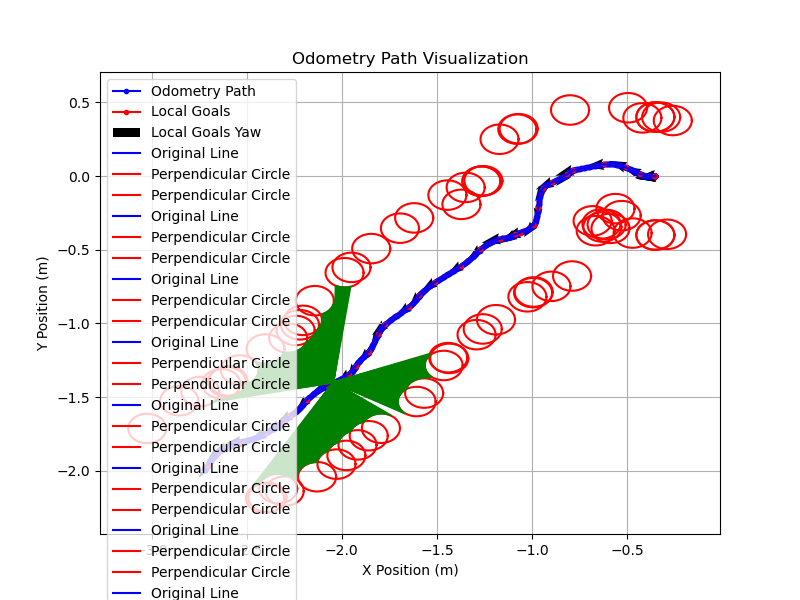 Odometry Path Visualization
Odometry Path
Local Goals
Local Goals Yaw
Original Line
Perpendicular Circle
Perpendicular Circle
Original Line
Perpendicular Circle
Perpendicular Circle
Original Line
Perpendicular Circle
Perpendicular Circle
Original Line
Perpendicular Circle
Perpendicular Circle
Original Line
Perpendicular Circle
Perpendicular Circle
Original Line
Perpendicular Circle
Perpendicular Circle
Original Line
Perpendicular Circle
Perpendicular Circle
Original Line
0.5
0.0
−0.5
−1.0
−1.5
−2.0
Y Position (m)
−2.0 −1.5 −1.0 −0.5
X Position (m)